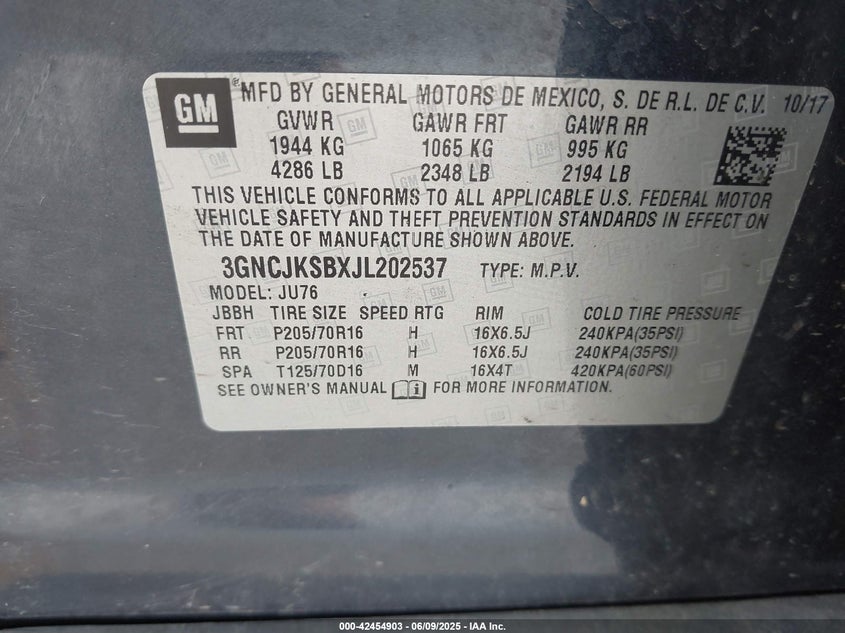 GM
® MFD BY GENERAL MOTORS DE MEXICO, S. DE R.L. DE C.V. 10/17
GVWR GAWR FRT GAWR RR
1944 KG 1065 KG 995 KG
4286 LB 2348 LB 2194 LB
THIS VEHICLE CONFORMS TO ALL APPLICABLE U.S. FEDERAL MOTOR
VEHICLE SAFETY AND THEFT PREVENTION STANDARDS IN EFFECT ON
THE DATE OF MANUFACTURE SHOWN ABOVE.
3GNCJKSBXJL202537 TYPE: M.P.V.
MODEL: JU76
JBBH TIRE SIZE SPEED RTG RIM COLD TIRE PRESSURE
FRT P205/70R16 H 16X6.5J 240KPA(35PSI)
RR P205/70R16 H 16X6.5J 240KPA(35PSI)
SPA T125/70D16 M 16X4T 420KPA(60PSI)
SEE OWNER'S MANUAL i FOR MORE INFORMATION.
000-42454903 - 06/09/2025 - IAA Inc.